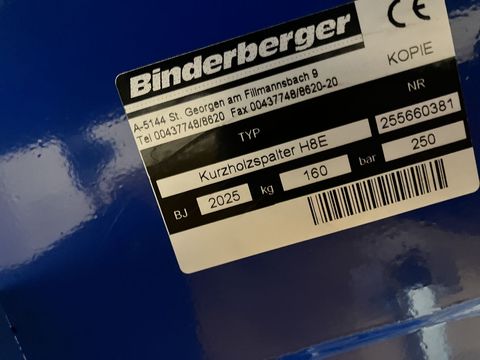 Binderberger
CE
KOPIE
A-5144 St. Georgen am Fillmannsbach 9
Tel 00437748/8620 Fax 00437748/8620-20
TYP NR
Kurzholzspalter H8E 255660381
BJ 2025 kg 160 bar 250